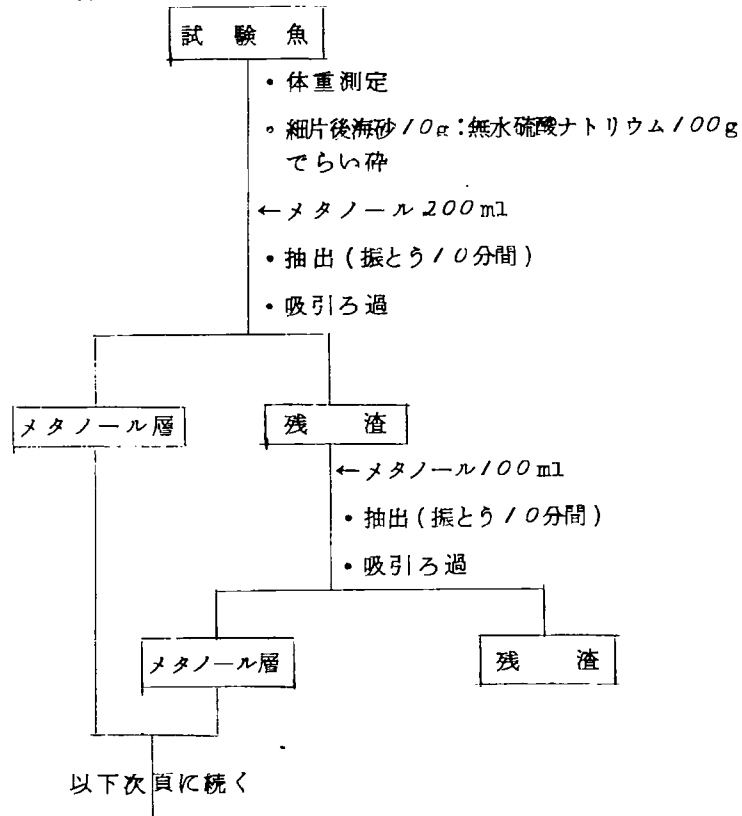 試験魚
・体重測定
・細片後海砂10g:無水硫酸ナトリウム100g
でらい砕
←メタノール200ml
・抽出(振とう10分間)
・吸引ろ過
メタノール層
残渣
←メタノール100ml
・抽出(振とう10分間)
・吸引ろ過
メタノール層
残渣
以下次頁に続く